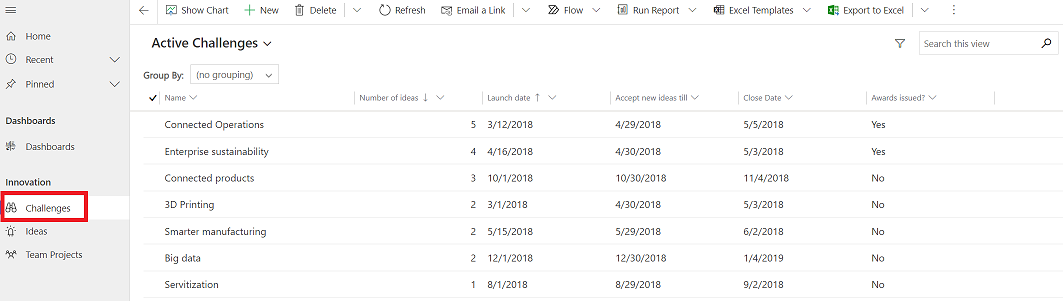 Show Chart New Delete Refresh Email a Link Flow Run Report Excel Templates Export to Excel
Home
Recent
Pinned
Dashboards
Dashboards
Innovation
Challenges
Ideas
Team Projects
Active Challenges
Search this view
Group By: (no grouping)
Name Number of ideas Launch date Accept new ideas till Close Date Awards issued?
Connected Operations 5 3/12/2018 4/29/2018 5/5/2018 Yes
Enterprise sustainability 4 4/16/2018 4/30/2018 5/3/2018 Yes
Connected products 3 10/1/2018 10/30/2018 11/4/2018 No
3D Printing 2 3/1/2018 4/30/2018 5/3/2018 No
Smarter manufacturing 2 5/15/2018 5/29/2018 6/2/2018 No
Big data 2 12/1/2018 12/30/2018 1/4/2019 No
Servitization 1 8/1/2018 8/29/2018 9/2/2018 No